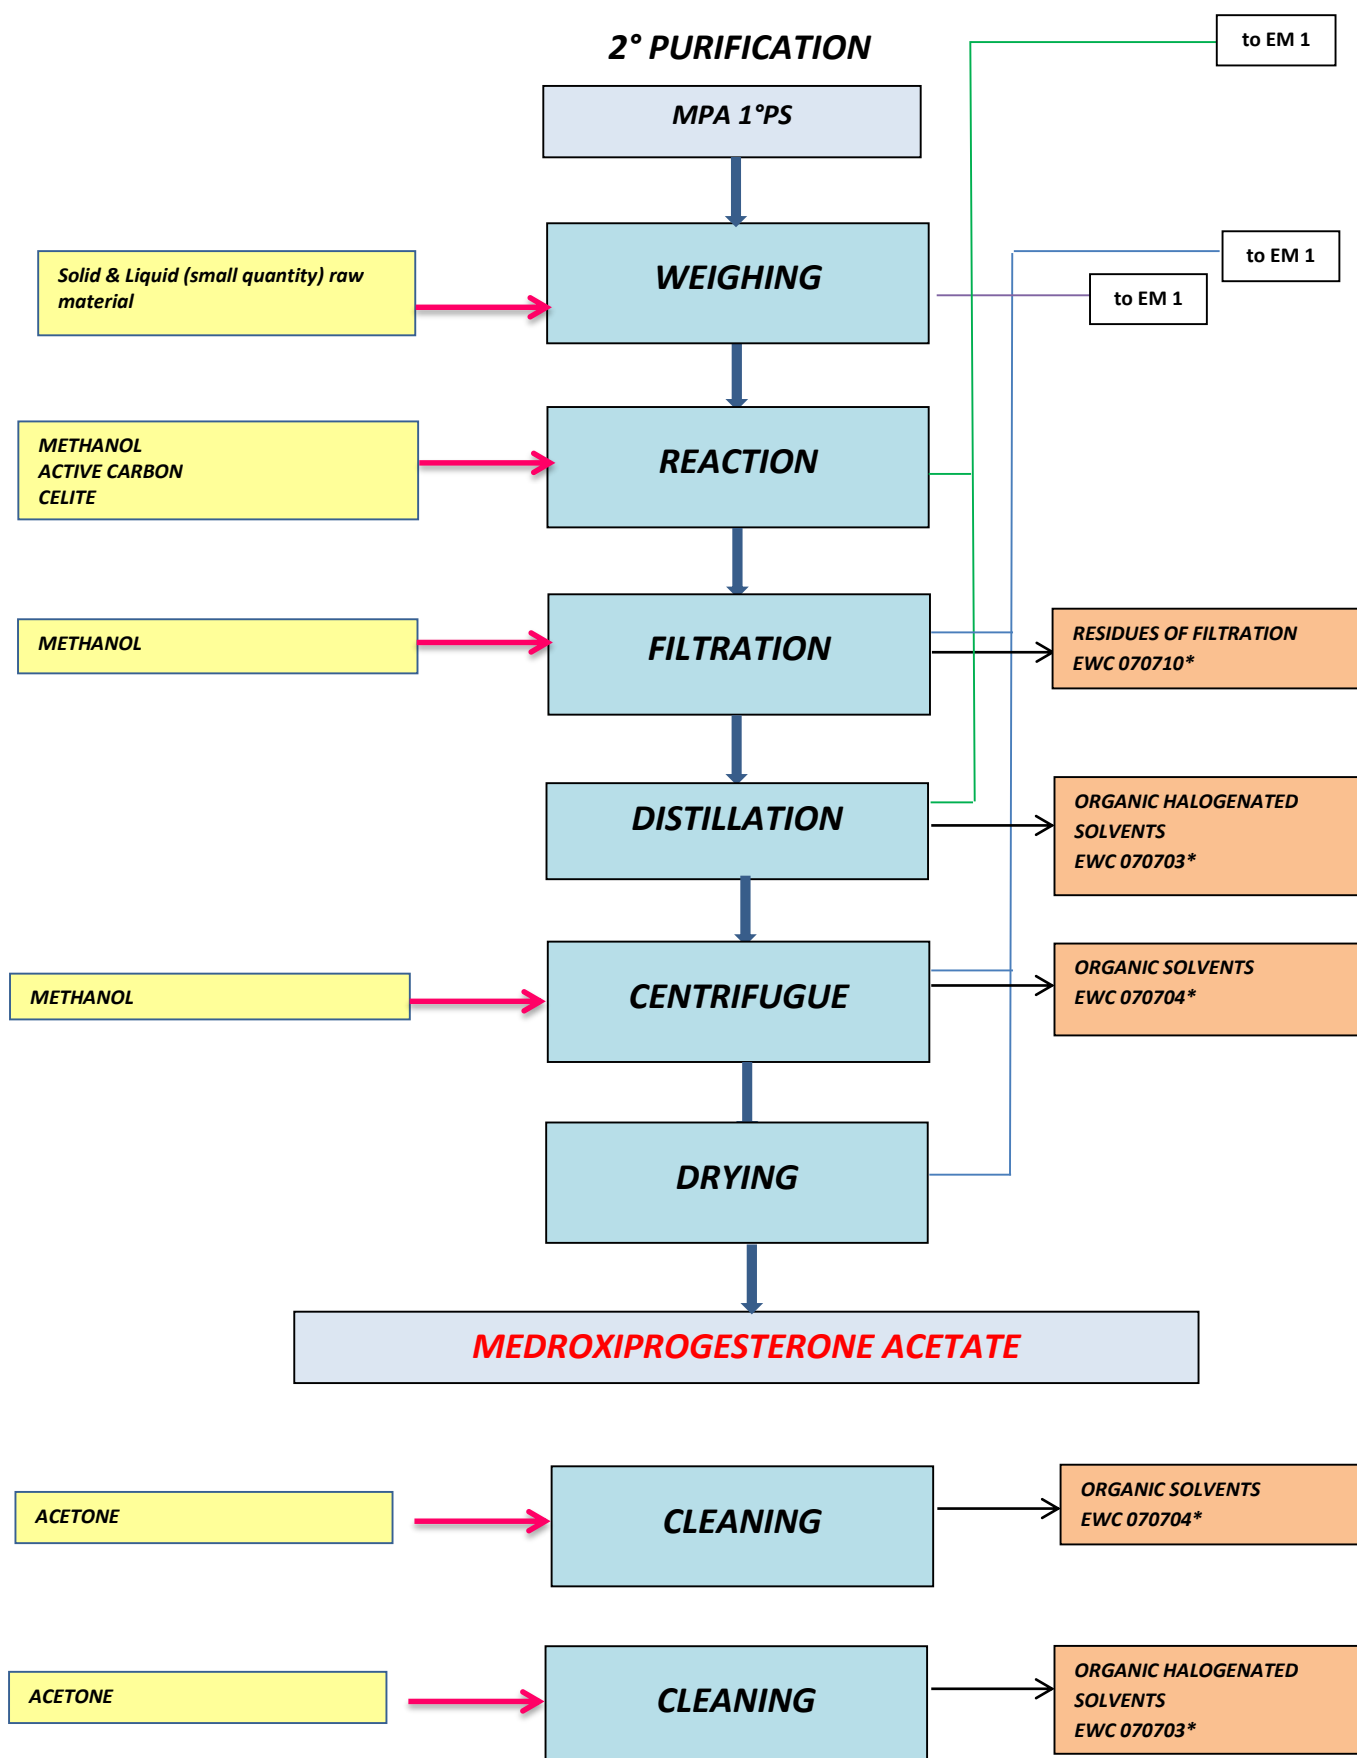 to EM 1
2° PURIFICATION
MPA 1°PS
to EM 1
WEIGHING
Solid & Liquid (small quantity) raw
material
to EM 1
METHANOL
ACTIVE CARBON
CELITE
REACTION
METHANOL
FILTRATION
RESIDUES OF FILTRATION
EWC 070710*
DISTILLATION
ORGANIC HALOGENATED
SOLVENTS
EWC 070703*
METHANOL
CENTRIFUGUE
ORGANIC SOLVENTS
EWC 070704*
DRYING
MEDROXIPROGESTERONE ACETATE
ACETONE
CLEANING
ORGANIC SOLVENTS
EWC 070704*
ACETONE
CLEANING
ORGANIC HALOGENATED
SOLVENTS
EWC 070703*